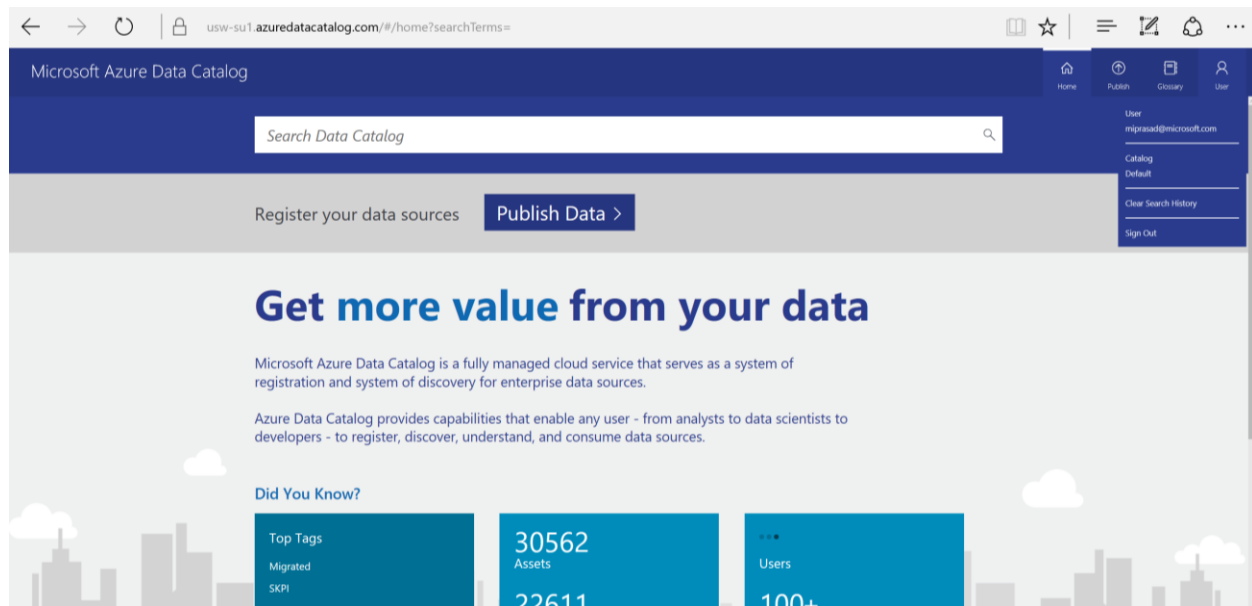 usw-su1.azuredatacatalog.com/#/home?searchTerms=
Microsoft Azure Data Catalog
Home
Publish
Glossary
User
Search Data Catalog
User
miprasad@microsoft.com
Catalog
Default
Clear Search History
Sign Out
Register your data sources
Publish Data >
Get more value from your data
Microsoft Azure Data Catalog is a fully managed cloud service that serves as a system of
registration and system of discovery for enterprise data sources.
Azure Data Catalog provides capabilities that enable any user - from analysts to data scientists to
developers - to register, discover, understand, and consume data sources.
Did You Know?
Top Tags
Migrated
SKPI
30562
Assets
22611
Users
100+